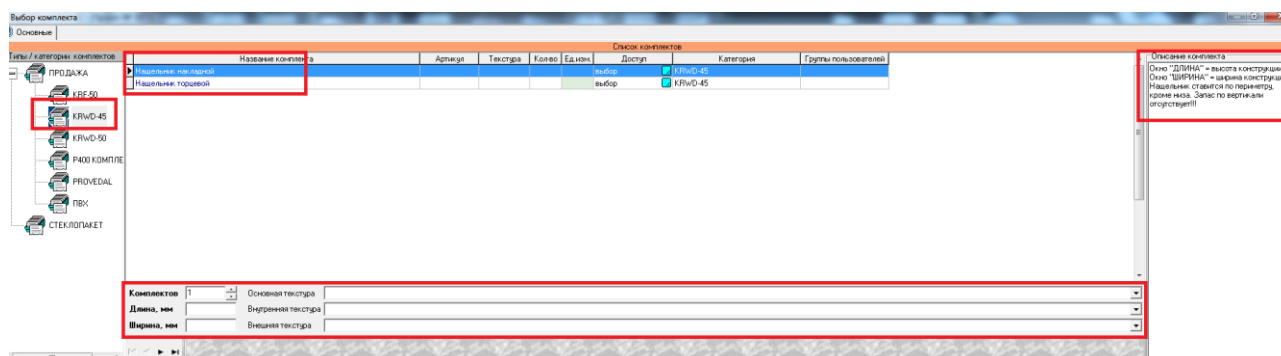 Выбор комплекта
Основные
Список комплектов
Типы / категории комплектов
Название комплекта Артикул Текстура Кол-во Ед.изм. Доступ Категория Группы пользователей
Описание комплекта
ПРОДАЖА
KRF-50
KRWD-45
KRWD-50
Р400 КОМПЛЕ
PROVEDAL
ПВХ
СТЕКЛОПАКЕТ
Нащельник накладной выбор KRWD-45
Нащельник торцевой выбор KRWD-45
Окно "ДЛИНА" = высота конструкции
Окно "ШИРИНА" = ширина конструкц
Нащельник ставится по периметру,
кроме низа. Запас по вертикали
отсутствует!!!
Комплектов 1 Основная текстура
Длина, мм Внутренняя текстура
Ширина, мм Внешняя текстура